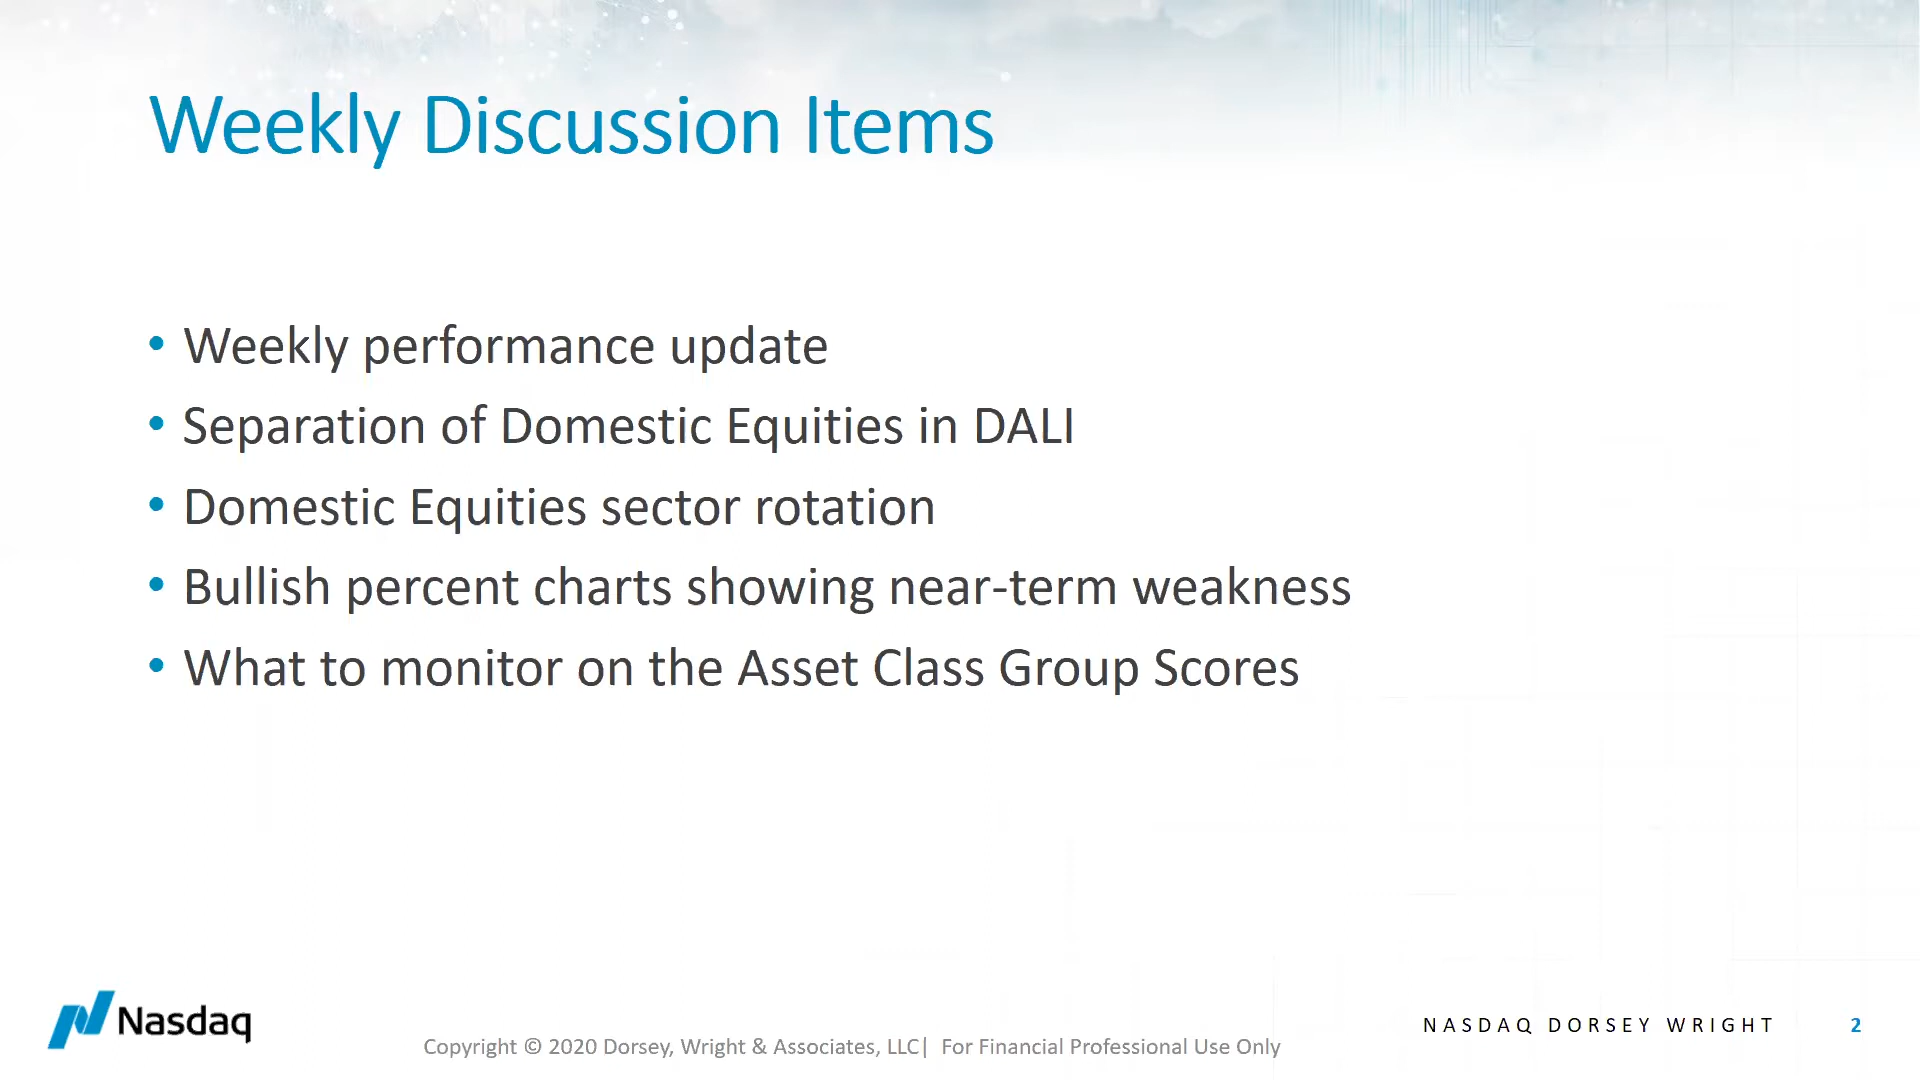 Weekly Discussion Items
• Weekly performance update
• Separation of Domestic Equities in DALI
• Domestic Equities sector rotation
• Bullish percent charts showing near-term weakness
• What to monitor on the Asset Class Group Scores
Nasdaq
Copyright © 2020 Dorsey, Wright & Associates, LLC| For Financial Professional Use Only
NASDAQ DORSEY WRIGHT 2